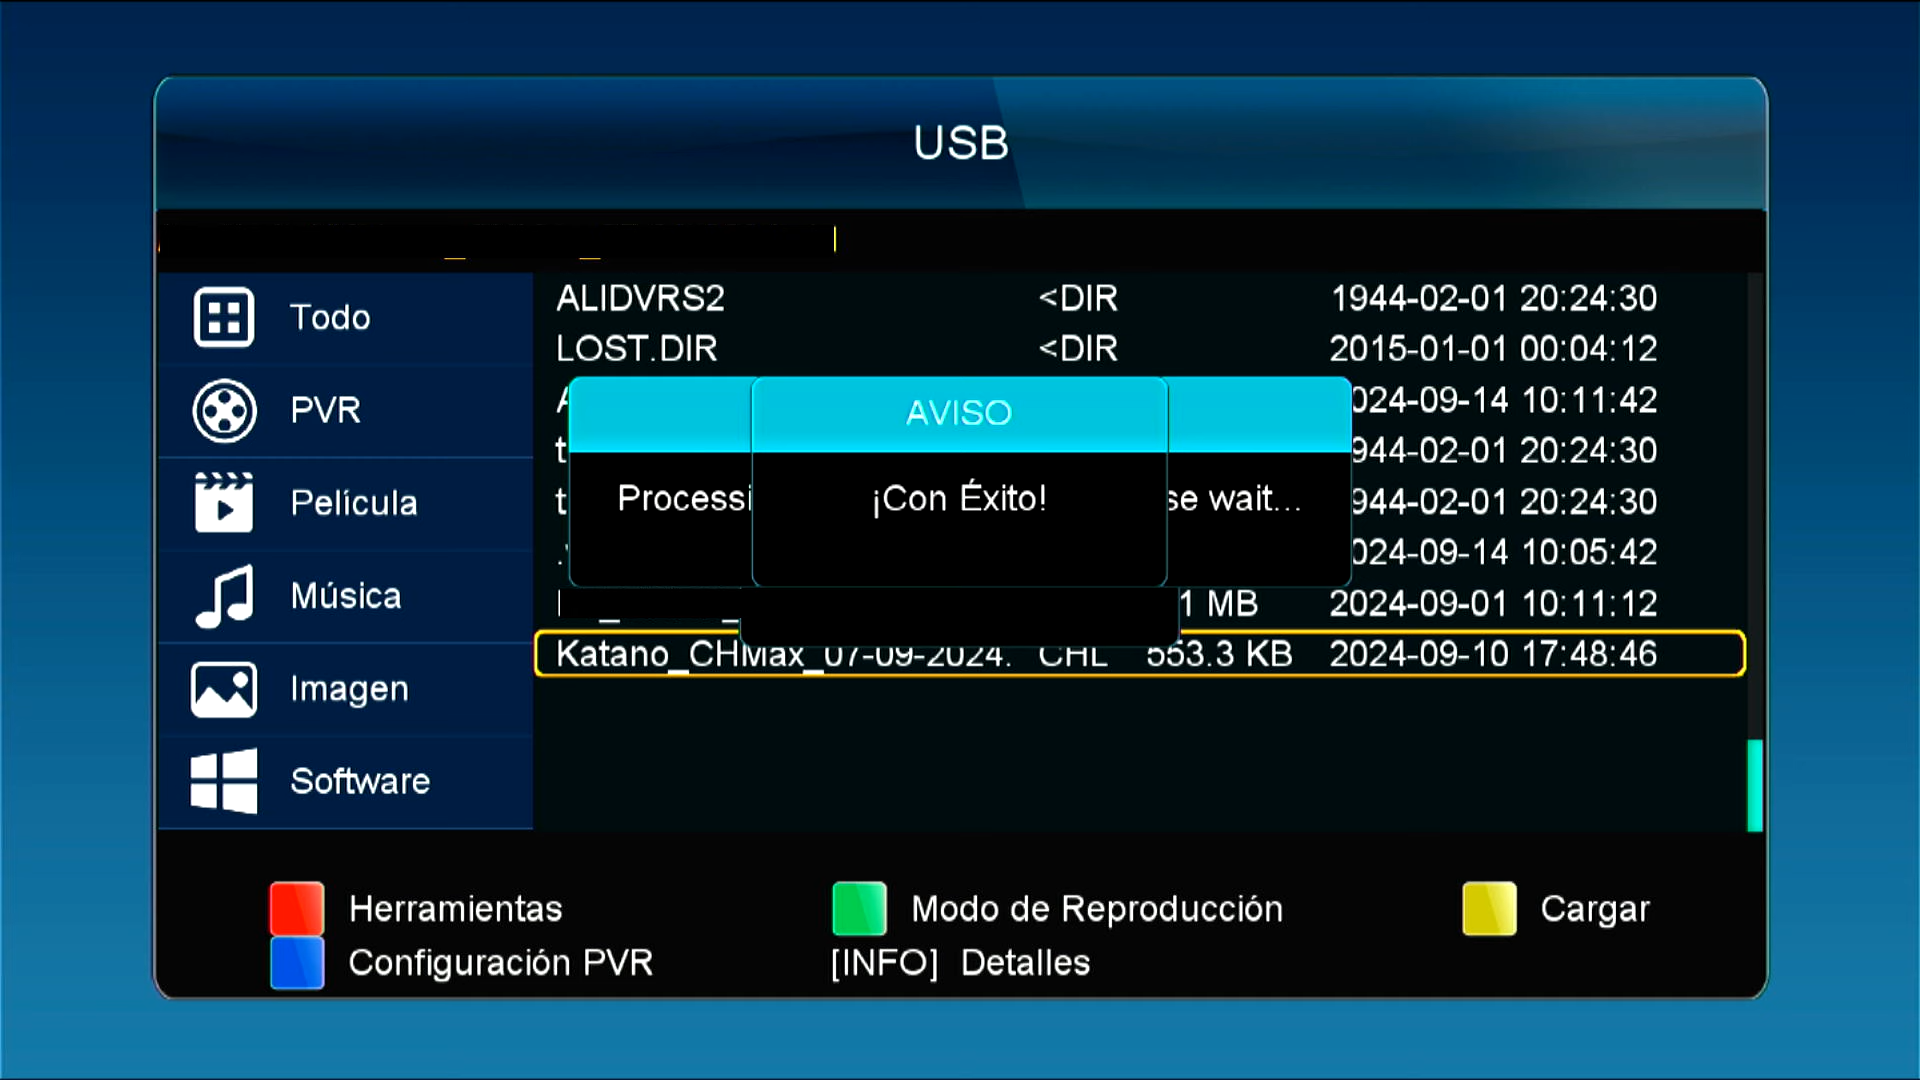 USB
Todo
PVR
Película
Música
Imagen
Software
ALIDVRS2 <DIR 1944-02-01 20:24:30
LOST.DIR <DIR 2015-01-01 00:04:12
024-09-14 10:11:42
t 944-02-01 20:24:30
t 944-02-01 20:24:30
024-09-14 10:05:42
1 MB 2024-09-01 10:11:12
Katano_CHMax_07-09-2024. CHL 553.3 KB 2024-09-10 17:48:46
AVISO
Processi
¡Con Éxito!
se wait...
Herramientas
Modo de Reproducción
Cargar
Configuración PVR
[INFO] Detalles